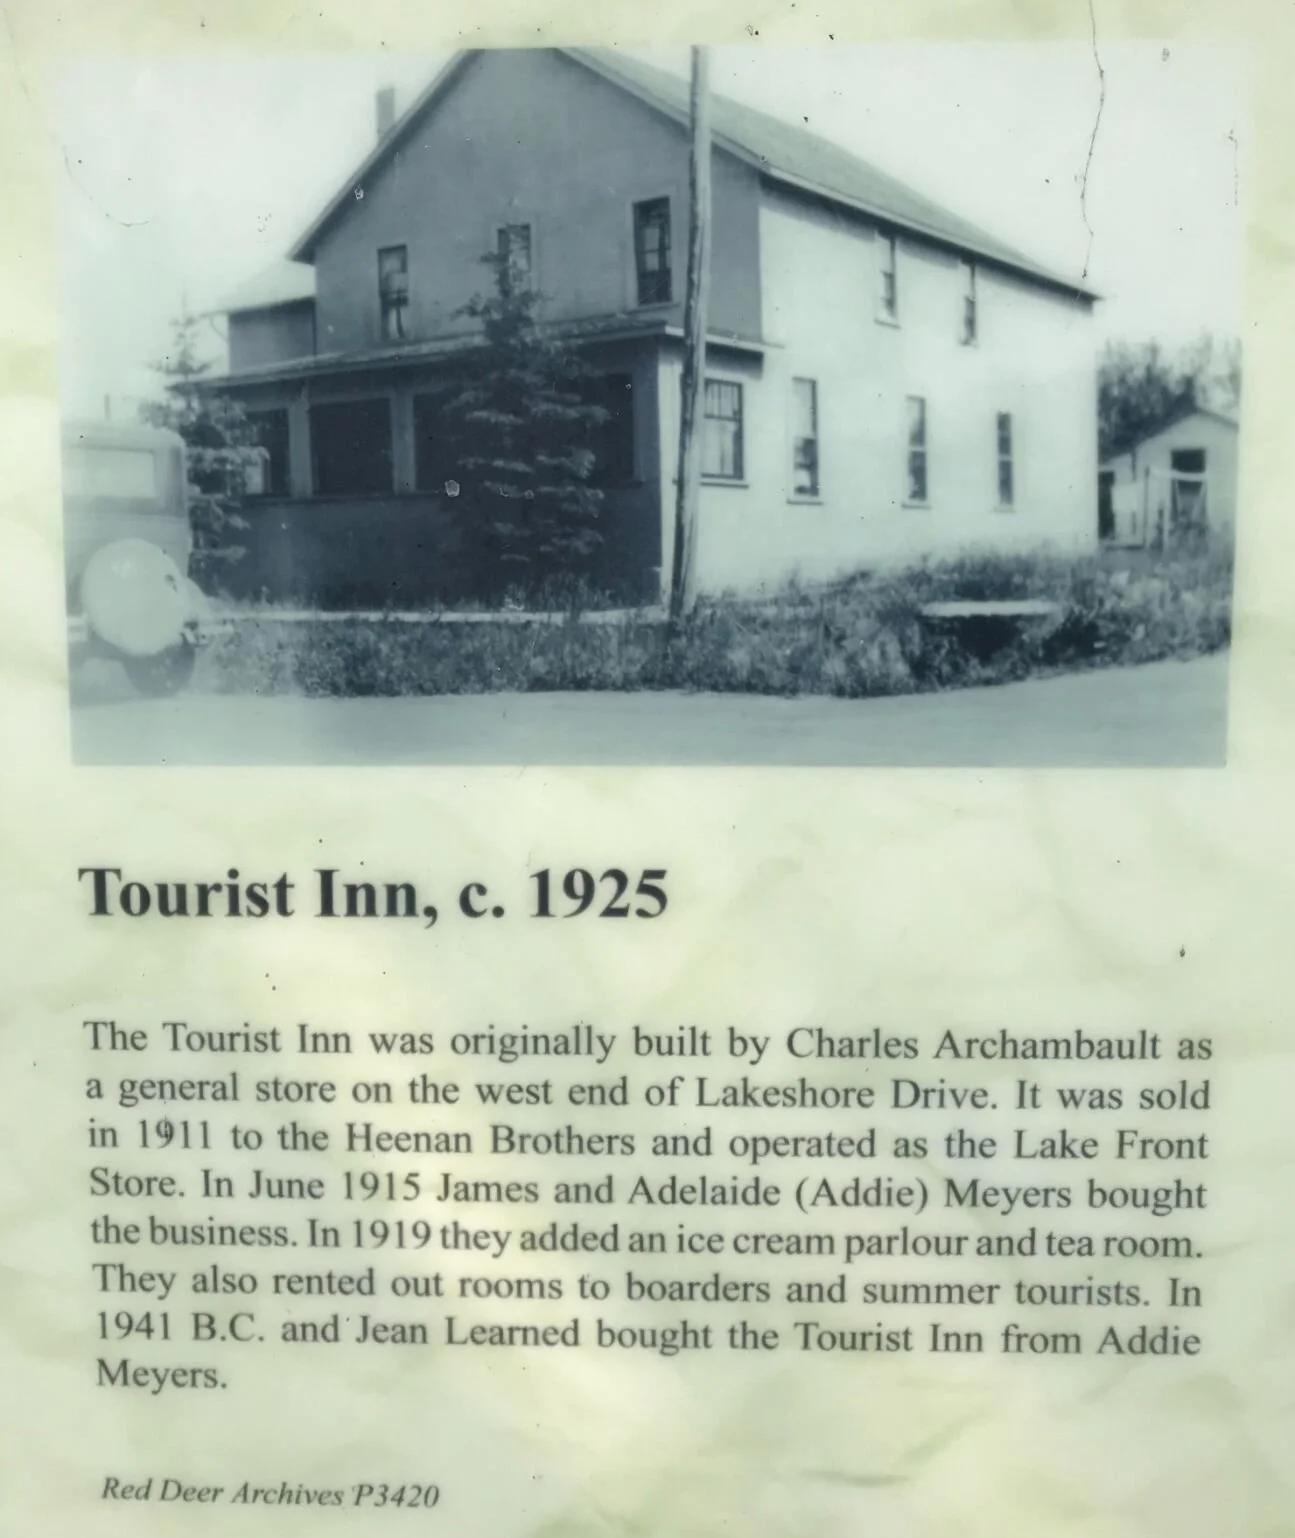 Tourist Inn, c. 1925
The Tourist Inn was originally built by Charles Archambault as
a general store on the west end of Lakeshore Drive. It was sold
in 1911 to the Heenan Brothers and operated as the Lake Front
Store. In June 1915 James and Adelaide (Addie) Meyers bought
the business. In 1919 they added an ice cream parlour and tea room.
They also rented out rooms to boarders and summer tourists. In
1941 B.C. and Jean Learned bought the Tourist Inn from Addie
Meyers.
Red Deer Archives P3420